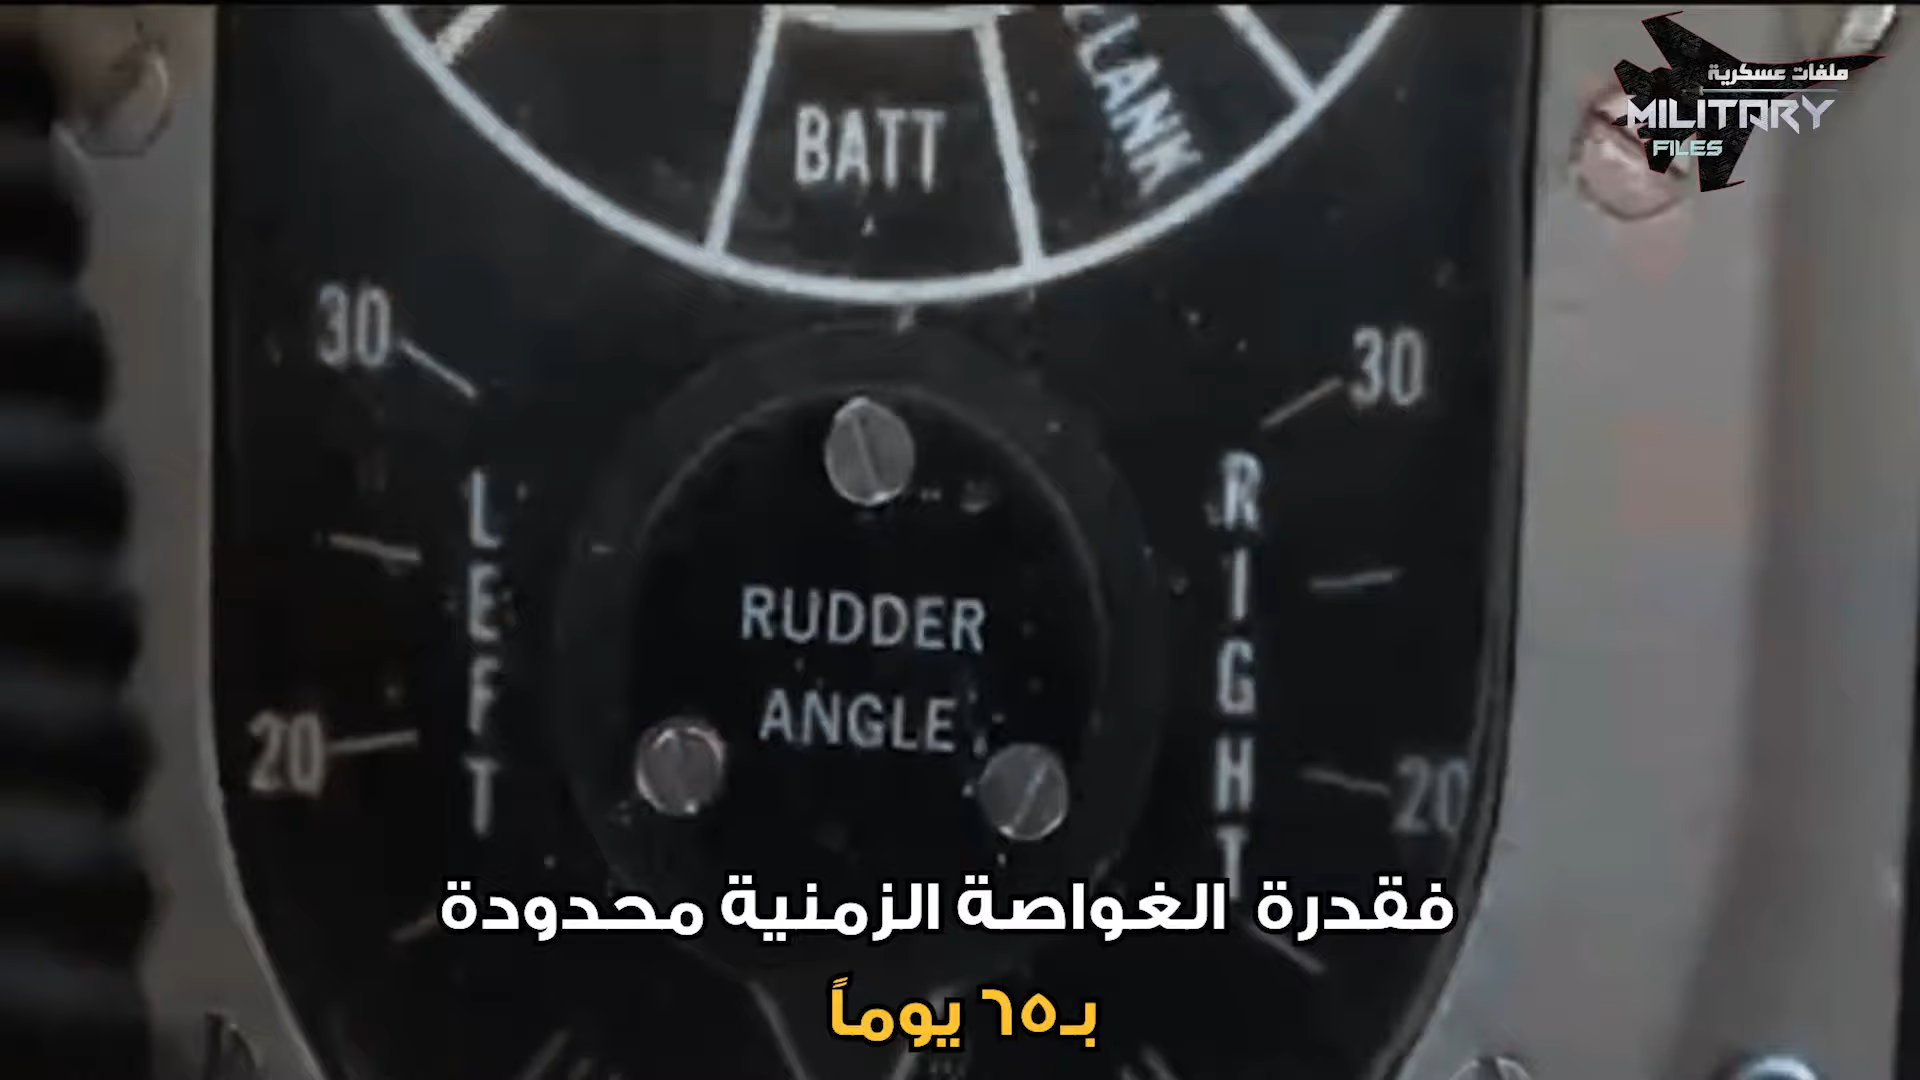 ملفات عسكرية
MILITARY
FILES
BATT
30
30
LEFT
RIGHT
RUDDER
ANGLE
20
20
فقدرة الغواصة الزمنية محدودة
بـ٦٥ يوماً